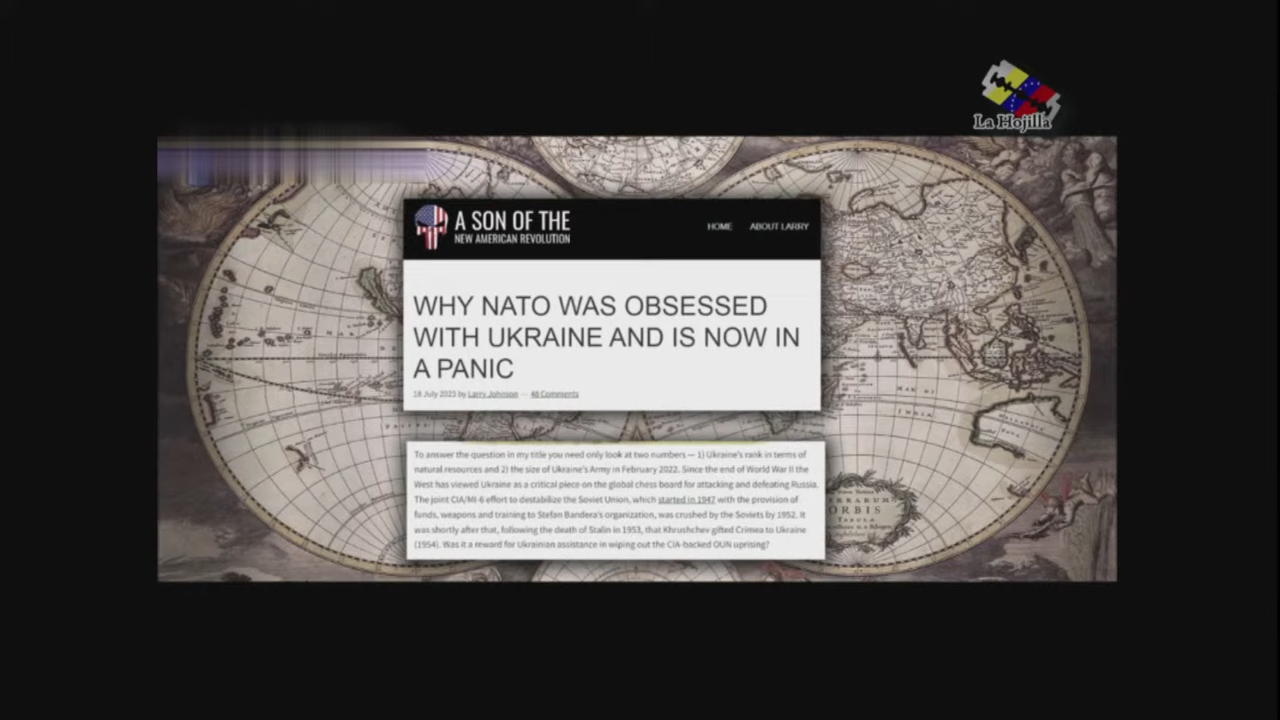 La Hojilla
A SON OF THE
NEW AMERICAN REVOLUTION
HOME ABOUT LARRY
WHY NATO WAS OBSESSED
WITH UKRAINE AND IS NOW IN
A PANIC
18 July 2023 by Larry Johnson — 48 Comments
To answer the question in my title you need only look at two numbers — 1) Ukraine's rank in terms of
natural resources and 2) the size of Ukraine's Army in February 2022. Since the end of World War II the
West has viewed Ukraine as a critical piece on the global chess board for attacking and defeating Russia.
The joint CIA/MI-6 effort to destabilize the Soviet Union, which started in 1947 with the provision of
funds, weapons and training to Stefan Bandera's organization, was crushed by the Soviets by 1952. It
was shortly after that, following the death of Stalin in 1953, that Khrushchev gifted Crimea to Ukraine
(1954). Was it a reward for Ukrainian assistance in wiping out the CIA-backed OUN uprising?
ORBIS